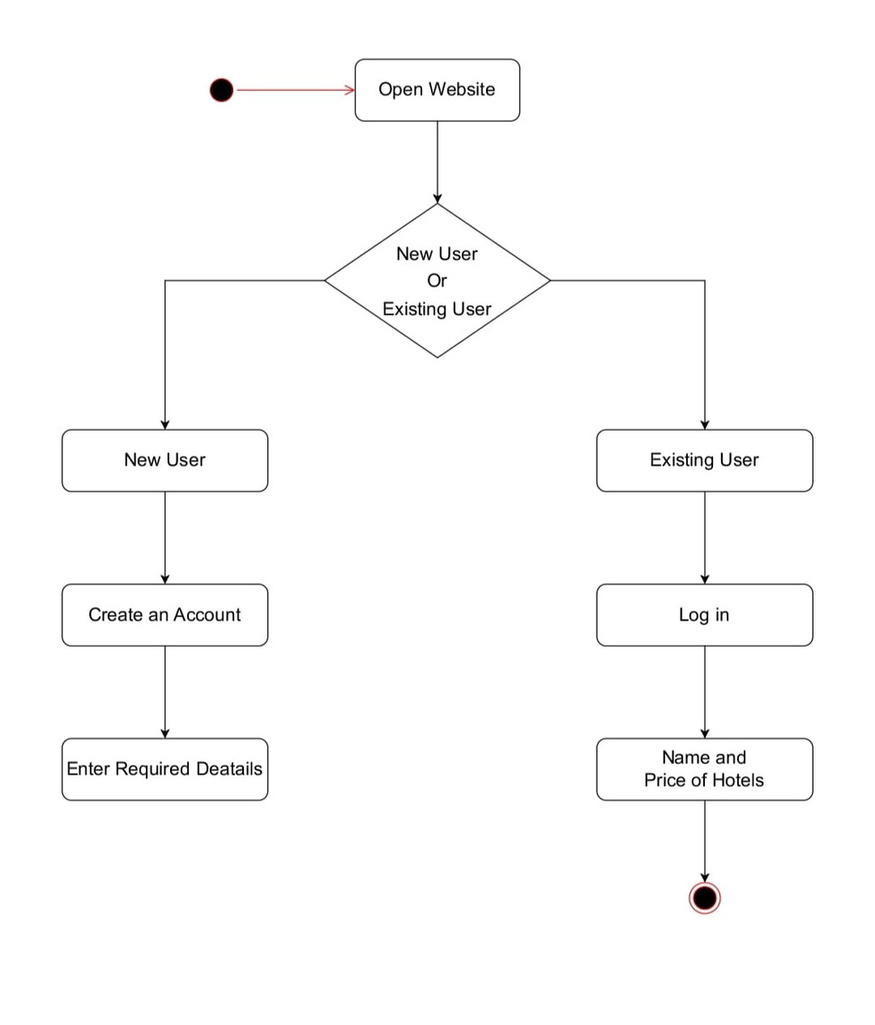 Open Website
New User
Or
Existing User
New User
Existing User
Create an Account
Log in
Enter Required Deatails
Name and
Price of Hotels